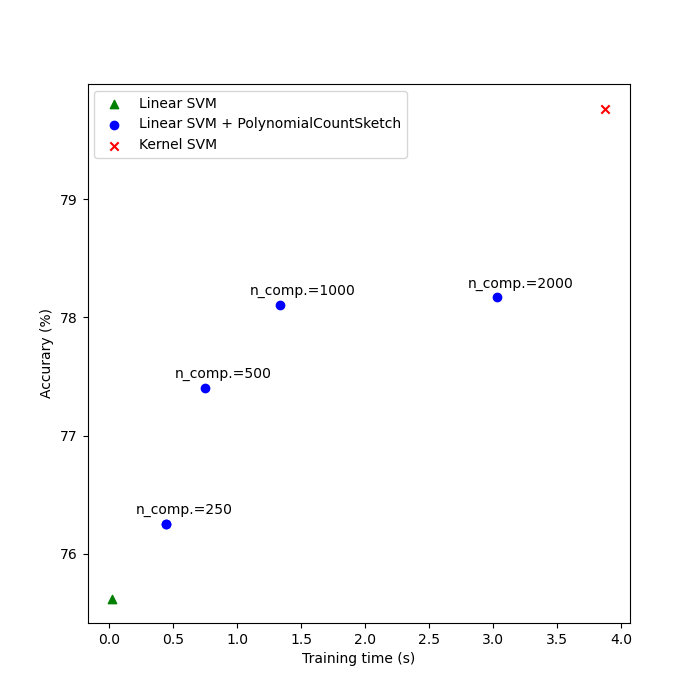 Linear SVM
Linear SVM + PolynomialCountSketch
Kernel SVM
79
n_comp.=1000
n_comp.=2000
78
Accurary (%)
n_comp.=500
77
n_comp.=250
76
0.0 0.5 1.0 1.5 2.0 2.5 3.0 3.5 4.0
Training time (s)